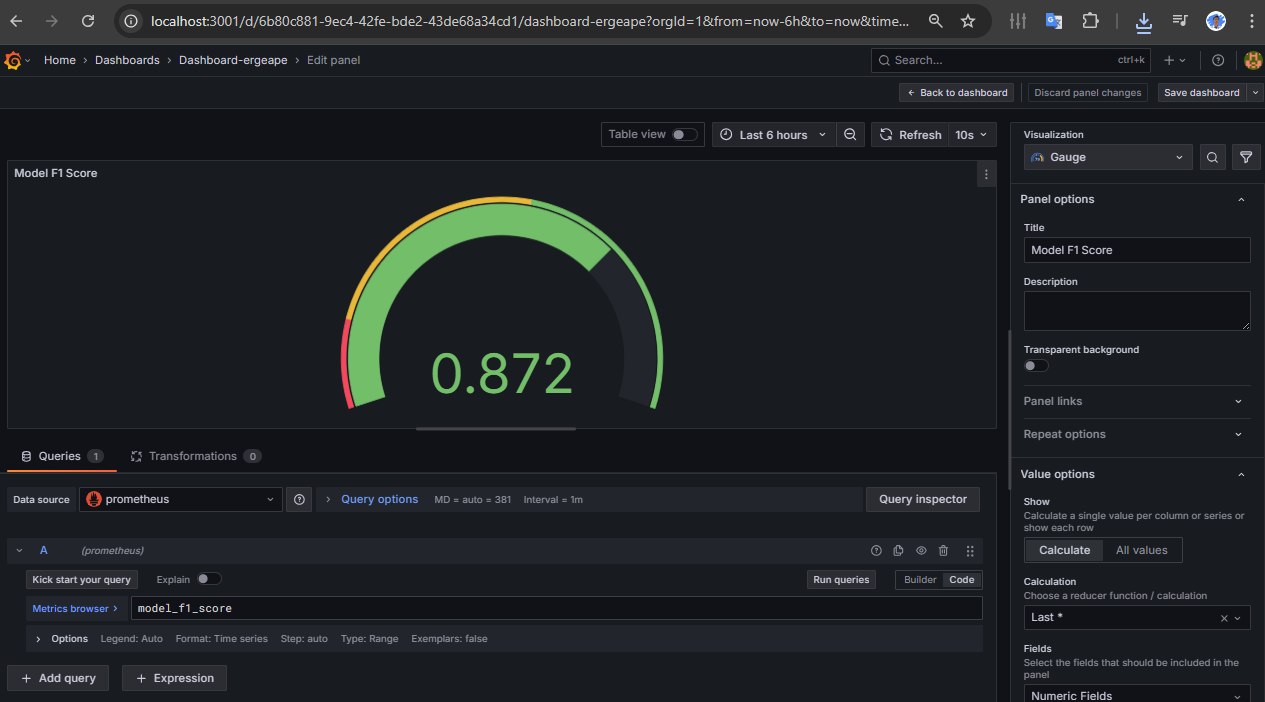 localhost:3001/d/6b80c881-9ec4-42fe-bde2-43de68a34cd1/dashboard-ergeape?orgId=1&from=now-6h&to=now&time...
Home › Dashboards › Dashboard-ergeape › Edit panel
Search... ctrl+k
← Back to dashboard
Discard panel changes
Save dashboard
Table view
Last 6 hours
Refresh
10s
Model F1 Score
0.872
Queries 1
Transformations 0
Data source
prometheus
Query options
MD = auto = 381
Interval = 1m
Query inspector
A (prometheus)
Kick start your query
Explain
Run queries
Builder
Code
Metrics browser ›
model_f1_score
Options
Legend: Auto
Format: Time series
Step: auto
Type: Range
Exemplars: false
+ Add query
+ Expression
Visualization
Gauge
Panel options
Title
Model F1 Score
Description
Transparent background
Panel links
Repeat options
Value options
Show
Calculate a single value per column or series or
show each row
Calculate
All values
Calculation
Choose a reducer function / calculation
Last *
Fields
Select the fields that should be included in the
panel
Numeric Fields